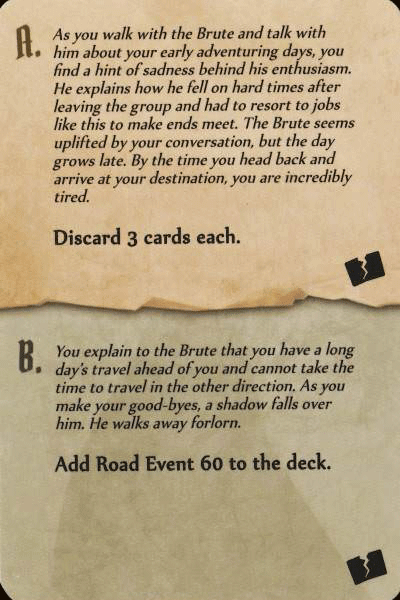 A. As you walk with the Brute and talk with
him about your early adventuring days, you
find a hint of sadness behind his enthusiasm.
He explains how he fell on hard times after
leaving the group and had to resort to jobs
like this to make ends meet. The Brute seems
uplifted by your conversation, but the day
grows late. By the time you head back and
arrive at your destination, you are incredibly
tired.
Discard 3 cards each.
B. You explain to the Brute that you have a long
day's travel ahead of you and cannot take the
time to travel in the other direction. As you
make your good-byes, a shadow falls over
him. He walks away forlorn.
Add Road Event 60 to the deck.